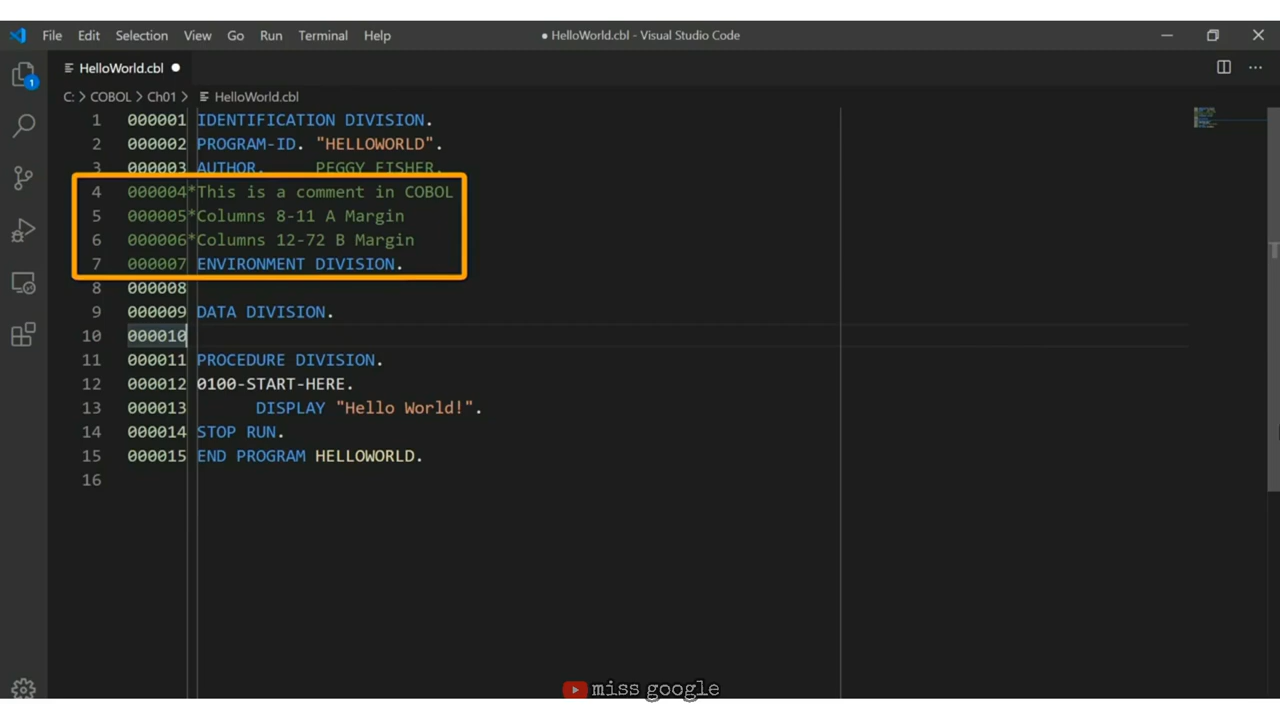 File Edit Selection View Go Run Terminal Help ● HelloWorld.cbl - Visual Studio Code
HelloWorld.cbl ●
1
C: > COBOL > Ch01 > HelloWorld.cbl
1 000001 IDENTIFICATION DIVISION.
2 000002 PROGRAM-ID. "HELLOWORLD".
3 000003 AUTHOR. PEGGY FISHER.
4 000004*This is a comment in COBOL
5 000005*Columns 8-11 A Margin
6 000006*Columns 12-72 B Margin
7 000007 ENVIRONMENT DIVISION.
8 000008
9 000009 DATA DIVISION.
10 000010
11 000011 PROCEDURE DIVISION.
12 000012 0100-START-HERE.
13 000013 DISPLAY "Hello World!".
14 000014 STOP RUN.
15 000015 END PROGRAM HELLOWORLD.
16
miss google